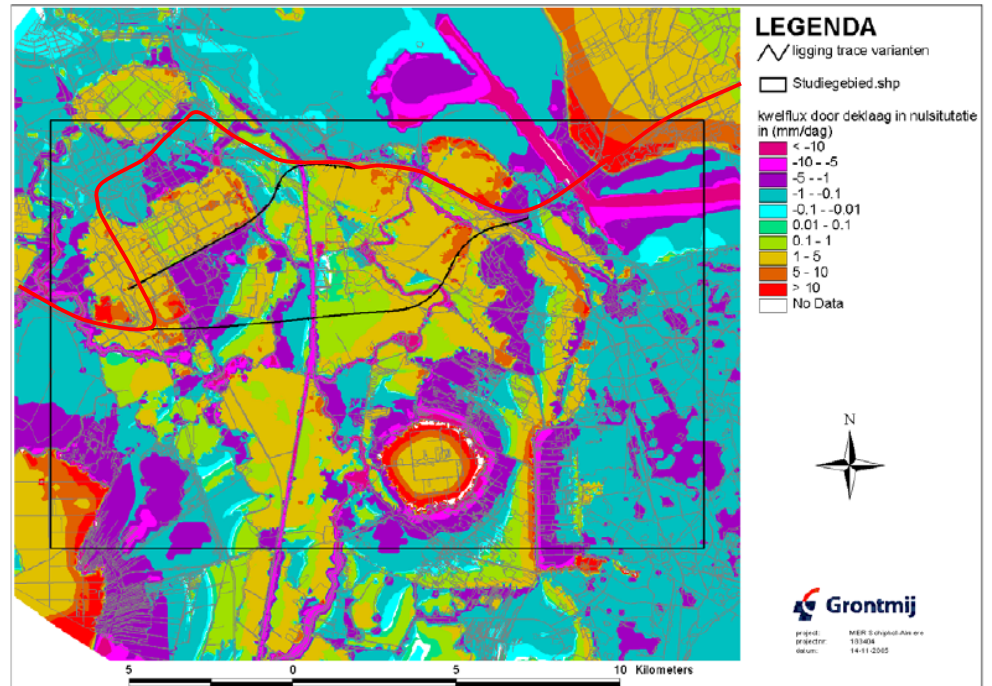 LEGENDA
ligging trace varianten
Studiegebied.shp
kwelflux door deklaag in nulsitutatie
in (mm/dag)
< -10
-10 - -5
-5 - -1
-1 - -0.1
-0.1 - -0.01
0.01 - 0.1
0.1 - 1
1 - 5
5 - 10
> 10
No Data
N
Grontmij
project: MER Schiphol-Almere
projectnr: 193404
datum: 14-11-2005
5 0 5 10 Kilometers